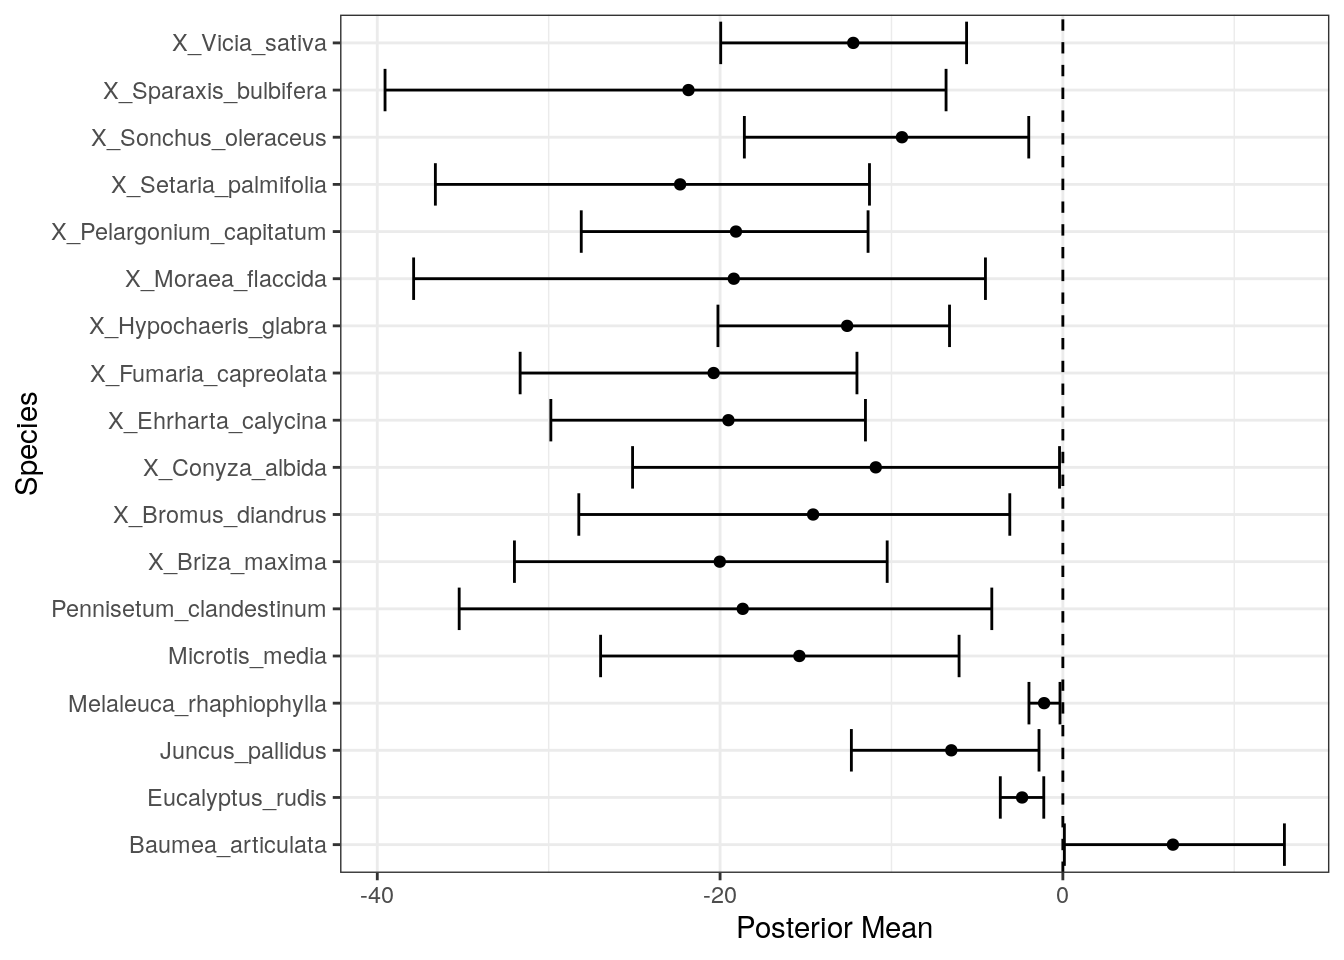 X_Vicia_sativa
X_Sparaxis_bulbifera
X_Sonchus_oleraceus
X_Setaria_palmifolia
X_Pelargonium_capitatum
X_Moraea_flaccida
X_Hypochaeris_glabra
X_Fumaria_capreolata
X_Ehrharta_calycina
X_Conyza_albida
X_Bromus_diandrus
X_Briza_maxima
Pennisetum_clandestinum
Microtis_media
Melaleuca_rhaphiophylla
Juncus_pallidus
Eucalyptus_rudis
Baumea_articulata
Species
-40 -20 0
Posterior Mean